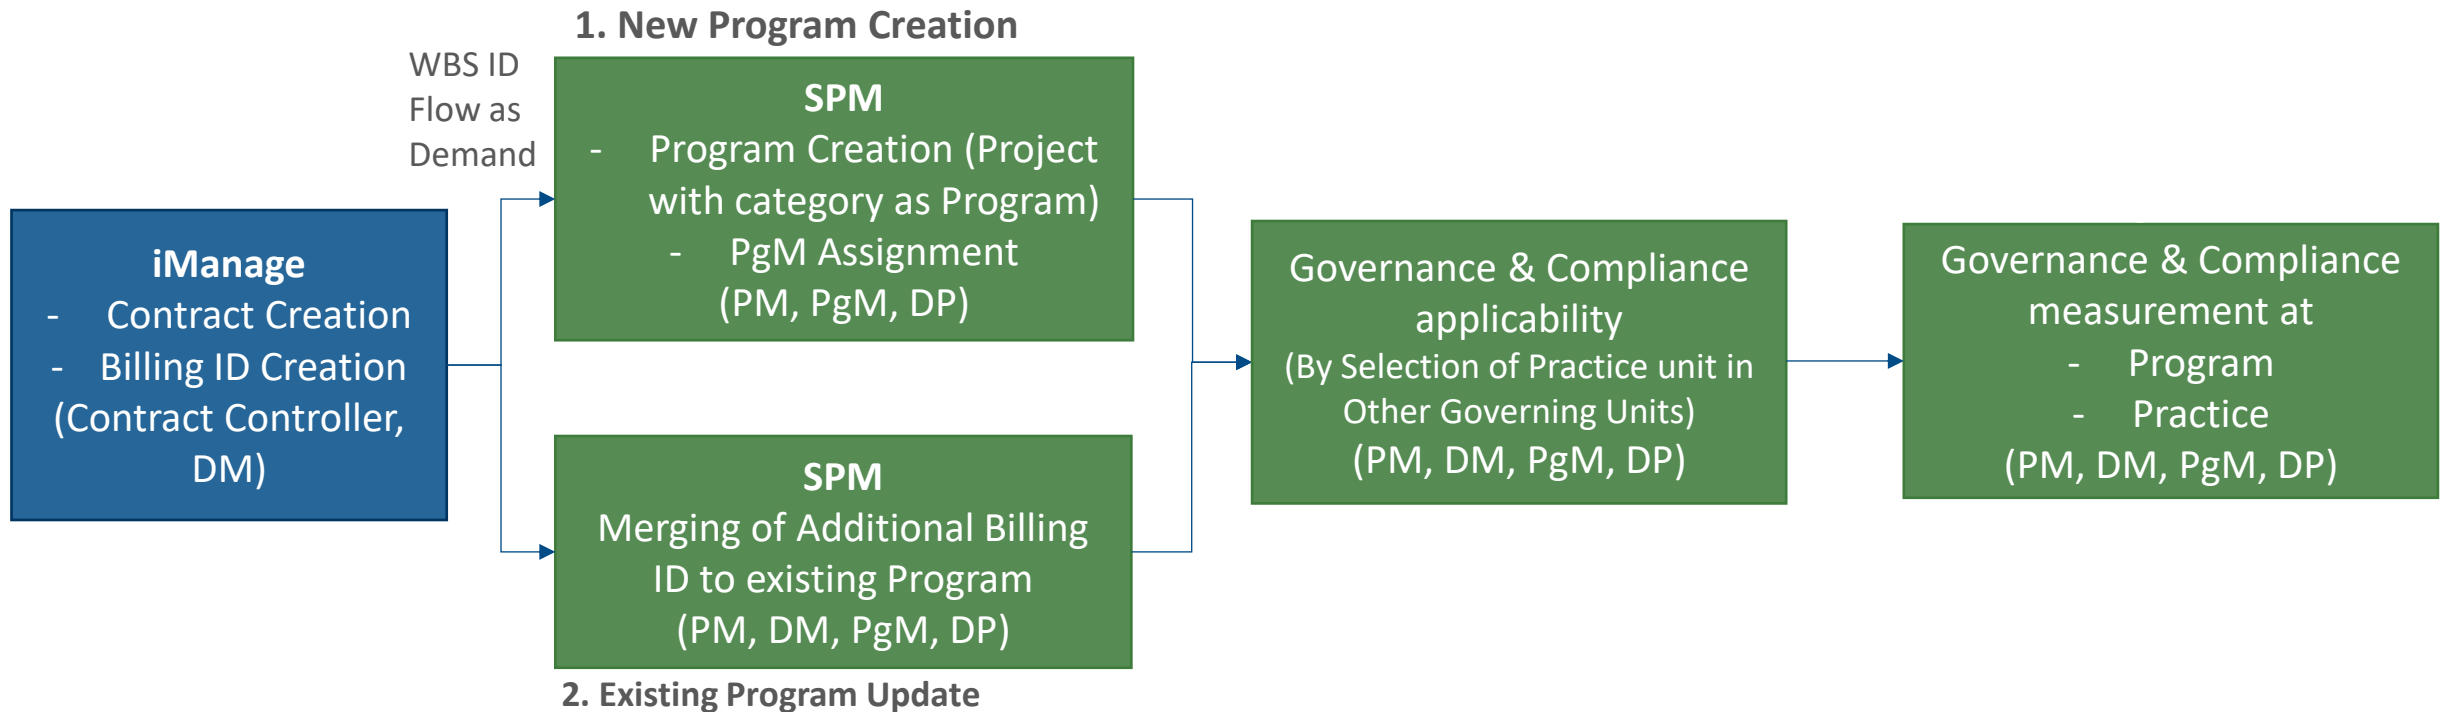 1. New Program Creation
WBS ID
Flow as
Demand
iManage
- Contract Creation
- Billing ID Creation
(Contract Controller,
DM)
SPM
- Program Creation (Project
with category as Program)
- PgM Assignment
(PM, PgM, DP)
SPM
Merging of Additional Billing
ID to existing Program
(PM, DM, PgM, DP)
2. Existing Program Update
Governance & Compliance
applicability
(By Selection of Practice unit in
Other Governing Units)
(PM, DM, PgM, DP)
Governance & Compliance
measurement at
- Program
- Practice
(PM, DM, PgM, DP)